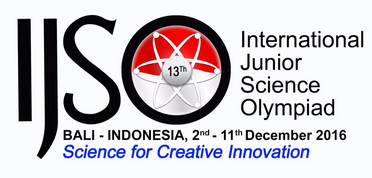 IJSO
13Th
International
Junior
Science
Olympiad
BALI - INDONESIA, 2nd - 11th December 2016
Science for Creative Innovation